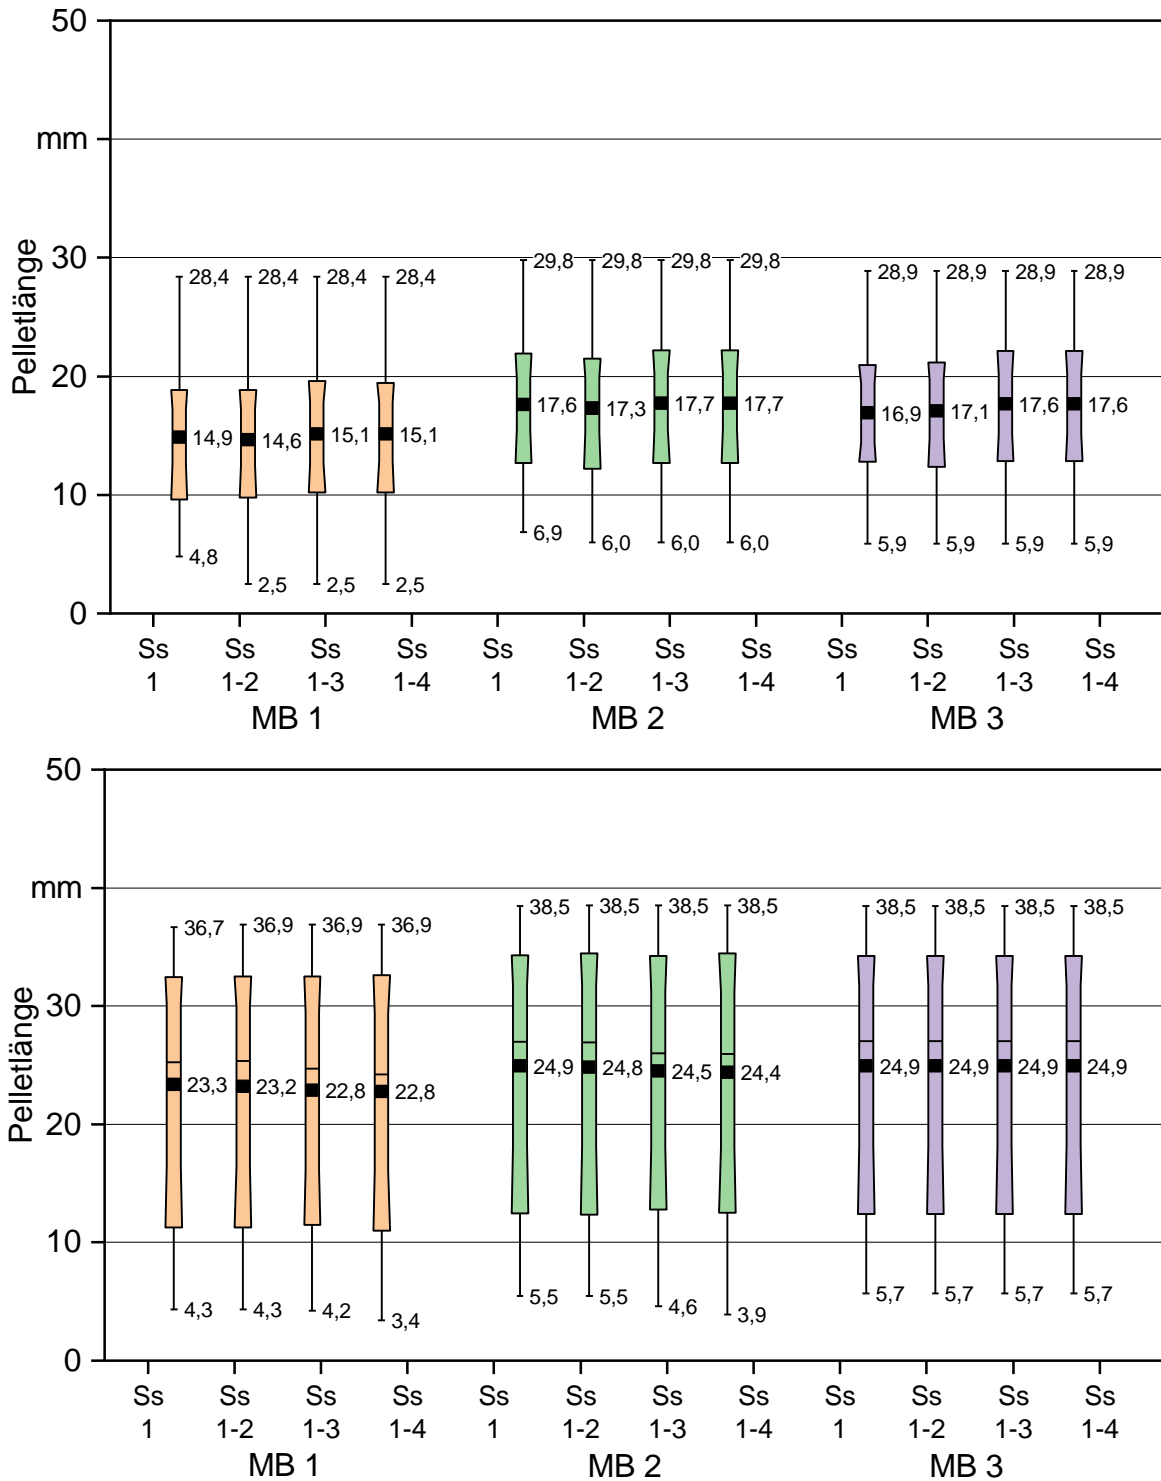 50
mm
30
20
10
0
Pelletlänge
28,4 28,4 28,4 28,4
29,8 29,8 29,8 29,8
28,9 28,9 28,9 28,9
14,9 14,6 15,1 15,1
17,6 17,3 17,7 17,7
16,9 17,1 17,6 17,6
4,8 2,5 2,5 2,5
6,9 6,0 6,0 6,0
5,9 5,9 5,9 5,9
Ss Ss Ss Ss Ss Ss Ss Ss Ss Ss Ss Ss
1 1-2 1-3 1-4 1 1-2 1-3 1-4 1 1-2 1-3 1-4
MB 1 MB 2 MB 3
50
mm
30
20
10
0
Pelletlänge
36,7 36,9 36,9 36,9
38,5 38,5 38,5 38,5
38,5 38,5 38,5 38,5
23,3 23,2 22,8 22,8
24,9 24,8 24,5 24,4
24,9 24,9 24,9 24,9
4,3 4,3 4,2 3,4
5,5 5,5 4,6 3,9
5,7 5,7 5,7 5,7
Ss Ss Ss Ss Ss Ss Ss Ss Ss Ss Ss Ss
1 1-2 1-3 1-4 1 1-2 1-3 1-4 1 1-2 1-3 1-4
MB 1 MB 2 MB 3